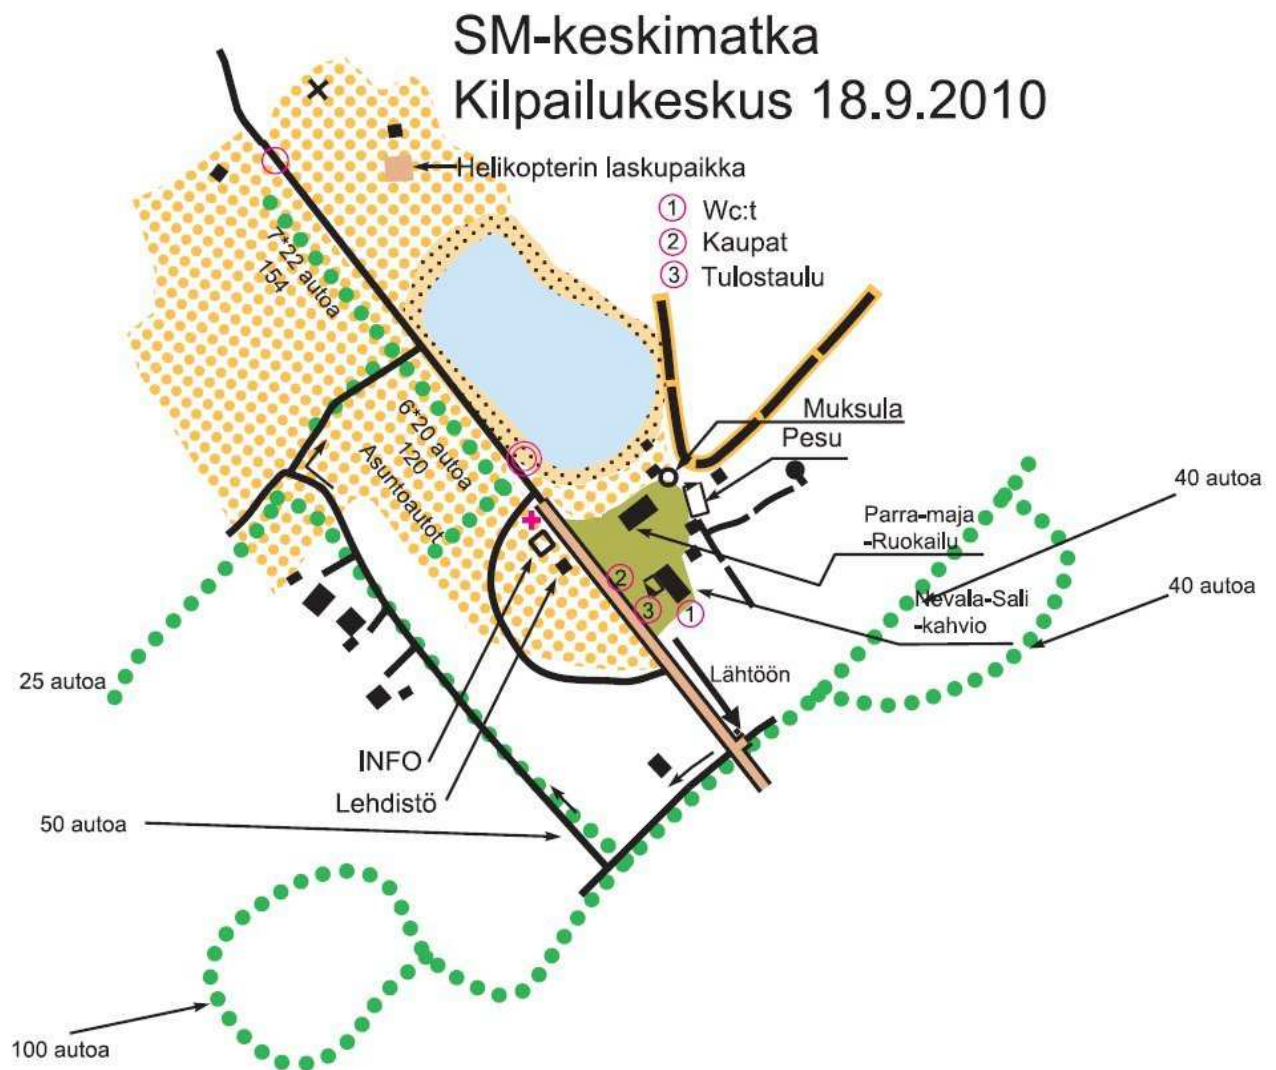 SM-keskimatka
Kilpailukeskus 18.9.2010
Helikopterin laskupaikka
1 Wc:t
2 Kaupat
3 Tulostaulu
7*22 autoa
154
6*20 autoa
120
Asuntoautot
Muksula
Pesu
40 autoa
Parra-maja
-Ruokailu
40 autoa
Nevala-Sali
-kahvio
2
3
1
Lähtöön
25 autoa
INFO
Lehdistö
50 autoa
100 autoa